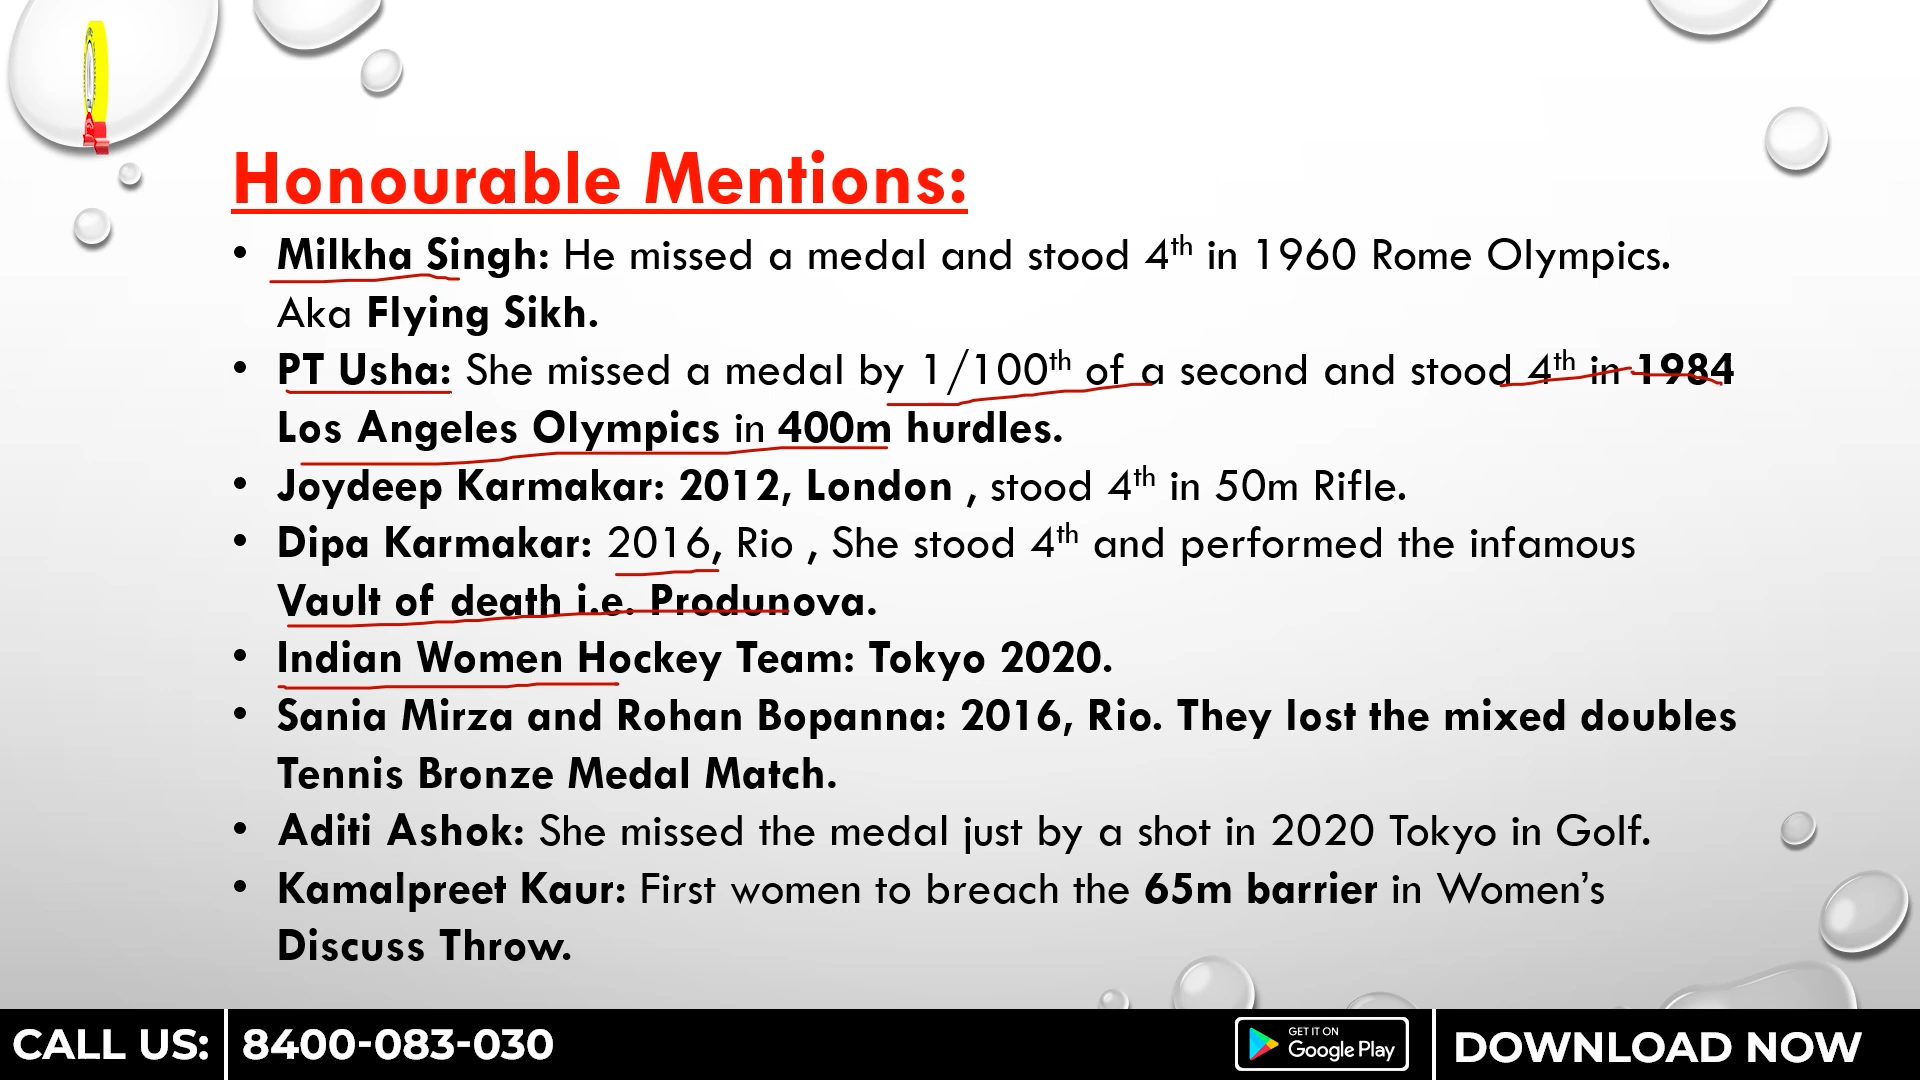 Honourable Mentions:
• Milkha Singh: He missed a medal and stood 4th in 1960 Rome Olympics.
Aka Flying Sikh.
• PT Usha: She missed a medal by 1/100th of a second and stood 4th in 1984
Los Angeles Olympics in 400m hurdles.
• Joydeep Karmakar: 2012, London , stood 4th in 50m Rifle.
• Dipa Karmakar: 2016, Rio , She stood 4th and performed the infamous
Vault of death i.e. Produnova.
• Indian Women Hockey Team: Tokyo 2020.
• Sania Mirza and Rohan Bopanna: 2016, Rio. They lost the mixed doubles
Tennis Bronze Medal Match.
• Aditi Ashok: She missed the medal just by a shot in 2020 Tokyo in Golf.
• Kamalpreet Kaur: First women to breach the 65m barrier in Women's
Discuss Throw.
CALL US: 8400-083-030
GET IT ON
Google Play
DOWNLOAD NOW